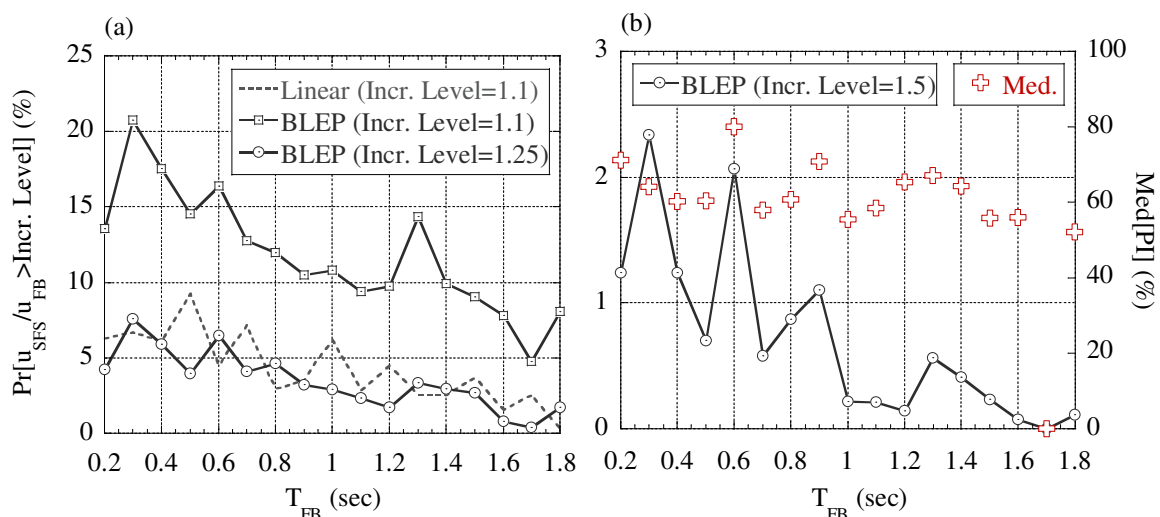 (a)
25
20
15
10
5
0
Pr[u_SFS/u_FB>Incr. Level] (%)
Linear (Incr. Level=1.1)
BLEP (Incr. Level=1.1)
BLEP (Incr. Level=1.25)
0.2 0.4 0.6 0.8 1 1.2 1.4 1.6 1.8
T_FB (sec)
(b)
3
2
1
0
BLEP (Incr. Level=1.5)
Med.
100
80
60
40
20
0
Med[PI] (%)
0.2 0.4 0.6 0.8 1 1.2 1.4 1.6 1.8
T_FB (sec)